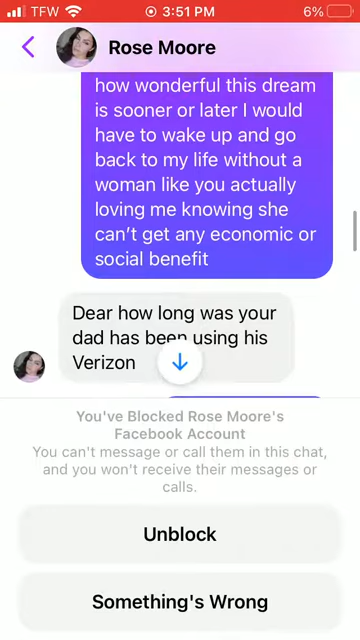 TFW 3:51 PM 6%
Rose Moore
how wonderful this dream
is sooner or later I would
have to wake up and go
back to my life without a
woman like you actually
loving me knowing she
can’t get any economic or
social benefit
Dear how long was your
dad has been using his
Verizon
You've Blocked Rose Moore's
Facebook Account
You can't message or call them in this chat,
and you won't receive their messages or
calls.
Unblock
Something's Wrong